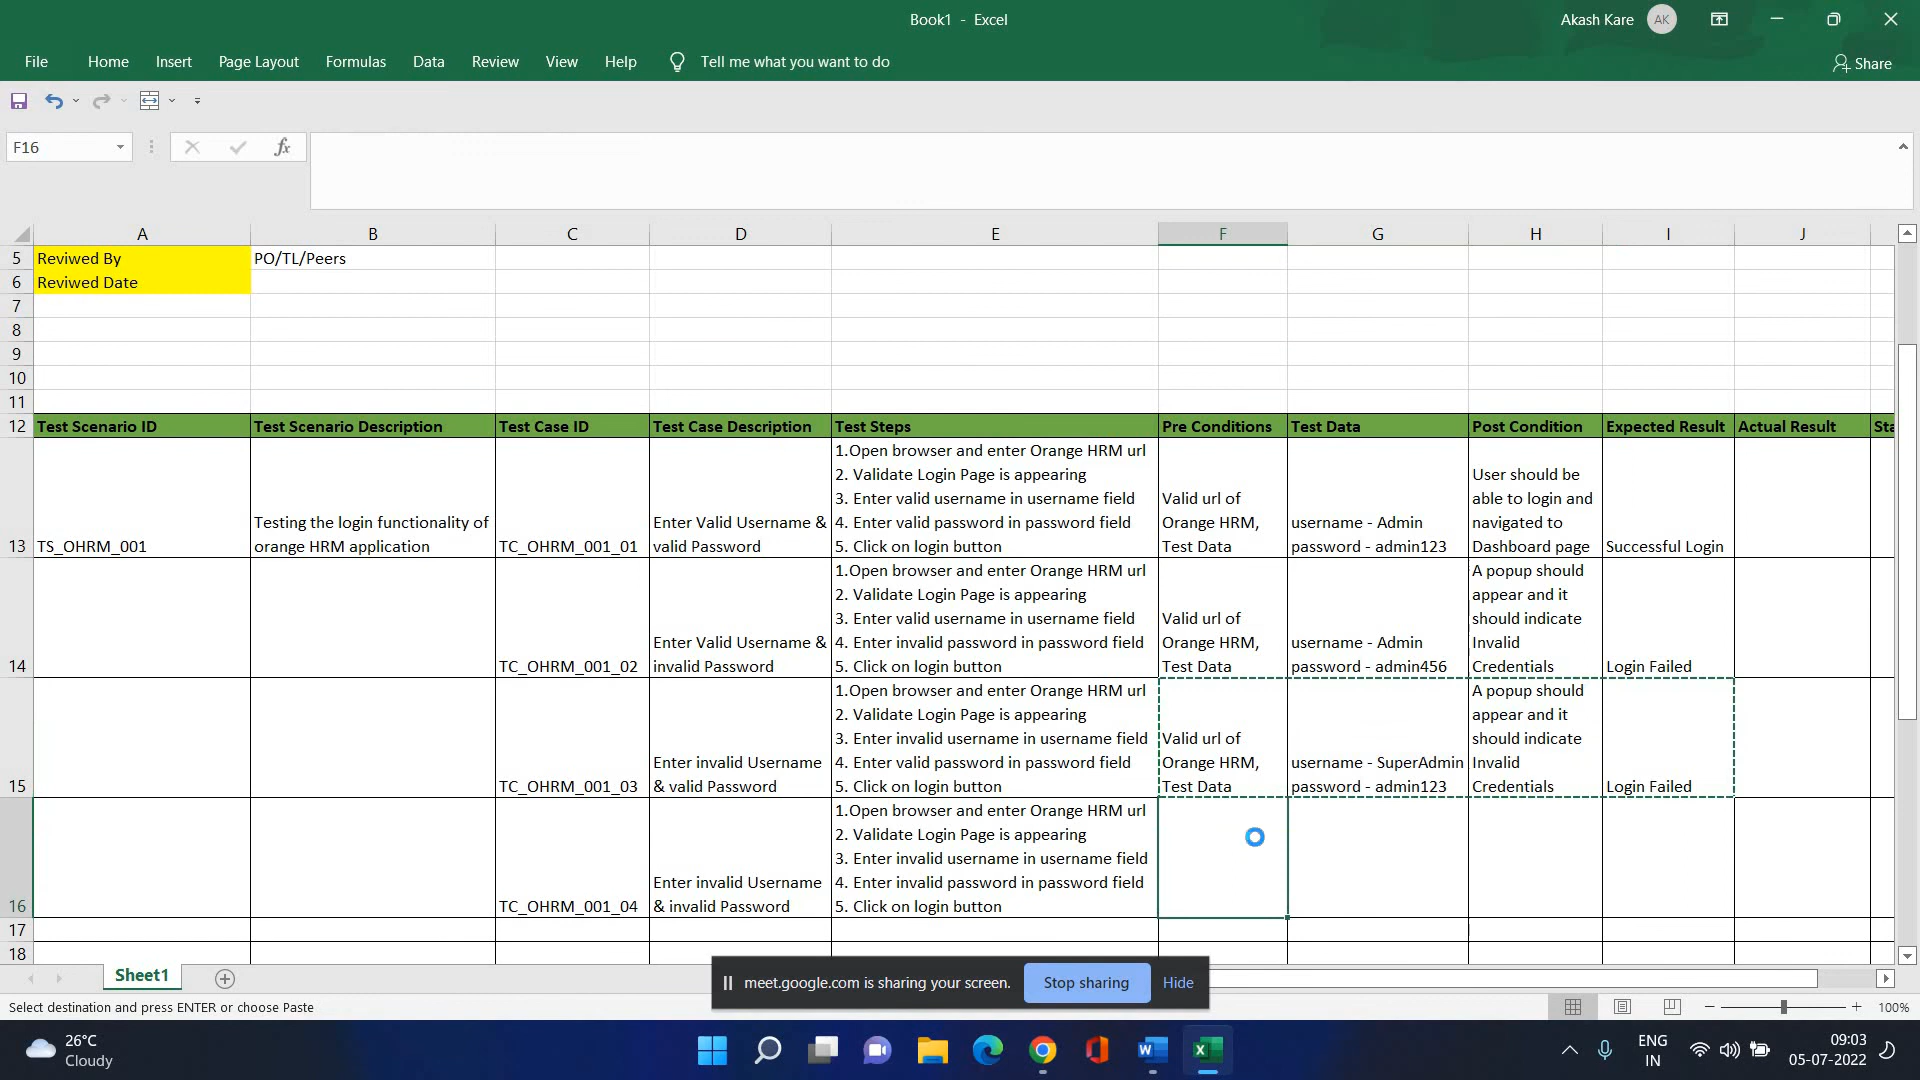 Book1 - Excel
Akash Kare
AK
File
Home
Insert
Page Layout
Formulas
Data
Review
View
Help
Tell me what you want to do
Share
F16
fx
A B C D E F G H I J
5 Reviwed By PO/TL/Peers
6 Reviwed Date
7
8
9
10
11
12 Test Scenario ID Test Scenario Description Test Case ID Test Case Description Test Steps Pre Conditions Test Data Post Condition Expected Result Actual Result Sta
13
TS_OHRM_001
Testing the login functionality of
orange HRM application
TC_OHRM_001_01
Enter Valid Username &
valid Password
1.Open browser and enter Orange HRM url
2. Validate Login Page is appearing
3. Enter valid username in username field
4. Enter valid password in password field
5. Click on login button
Valid url of
Orange HRM,
Test Data
username - Admin
password - admin123
User should be
able to login and
navigated to
Dashboard page
Successful Login
14
TC_OHRM_001_02
Enter Valid Username &
invalid Password
1.Open browser and enter Orange HRM url
2. Validate Login Page is appearing
3. Enter valid username in username field
4. Enter invalid password in password field
5. Click on login button
Valid url of
Orange HRM,
Test Data
username - Admin
password - admin456
A popup should
appear and it
should indicate
Invalid
Credentials
Login Failed
15
TC_OHRM_001_03
Enter invalid Username
& valid Password
1.Open browser and enter Orange HRM url
2. Validate Login Page is appearing
3. Enter invalid username in username field
4. Enter valid password in password field
5. Click on login button
Valid url of
Orange HRM,
Test Data
username - SuperAdmin
password - admin123
A popup should
appear and it
should indicate
Invalid
Credentials
Login Failed
16
TC_OHRM_001_04
Enter invalid Username
& invalid Password
1.Open browser and enter Orange HRM url
2. Validate Login Page is appearing
3. Enter invalid username in username field
4. Enter invalid password in password field
5. Click on login button
17
18
Sheet1
meet.google.com is sharing your screen.
Stop sharing
Hide
Select destination and press ENTER or choose Paste
100%
26°C
Cloudy
ENG
IN
09:03
05-07-2022